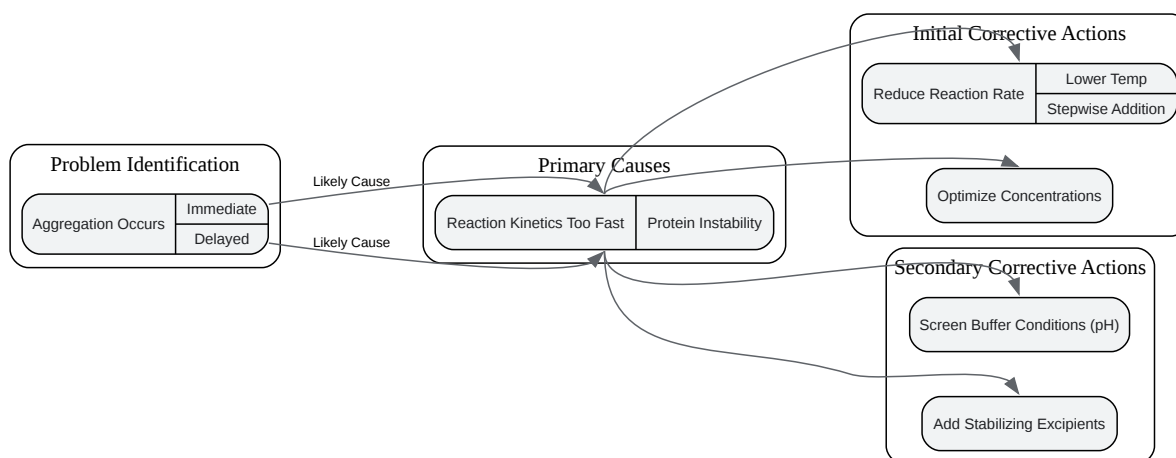 Problem Identification
Aggregation Occurs
Immediate
Delayed
Likely Cause
Likely Cause
Primary Causes
Reaction Kinetics Too Fast
Protein Instability
Initial Corrective Actions
Reduce Reaction Rate
Lower Temp
Stepwise Addition
Optimize Concentrations
Secondary Corrective Actions
Screen Buffer Conditions (pH)
Add Stabilizing Excipients